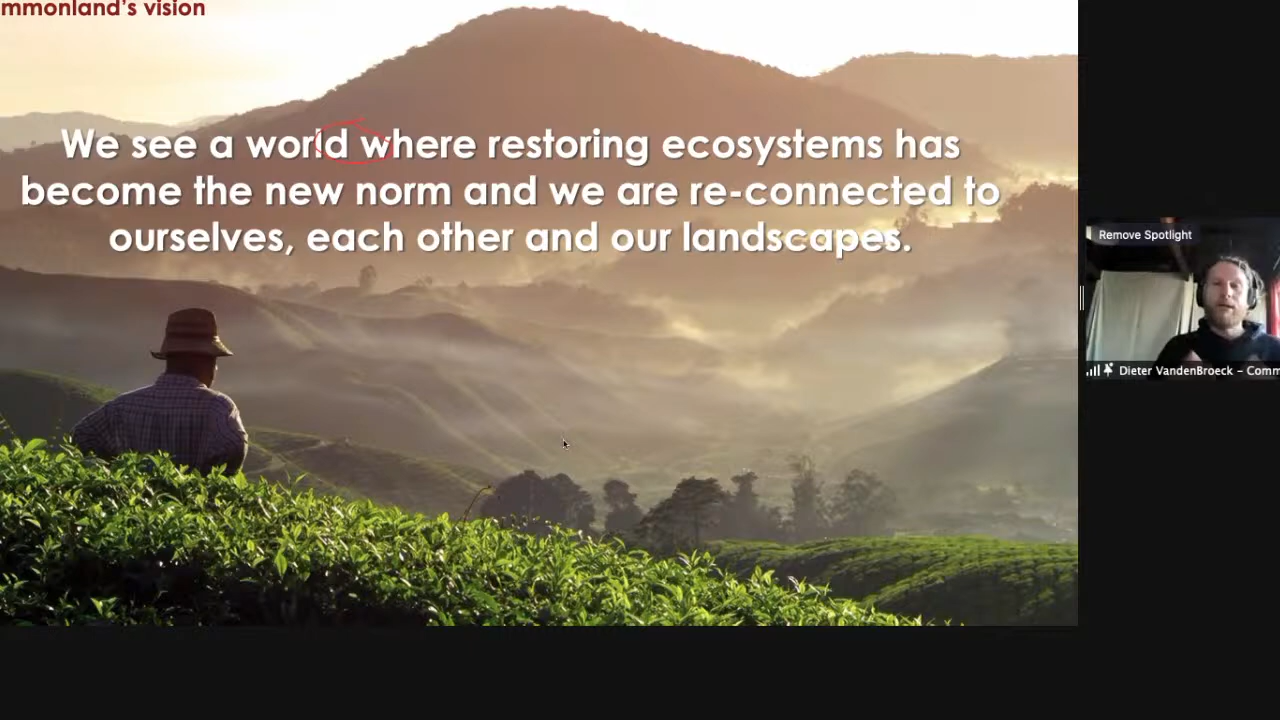 mmonland's vision
We see a world where restoring ecosystems has
become the new norm and we are re-connected to
ourselves, each other and our landscapes.
Remove Spotlight
Dieter VandenBroeck – Comm